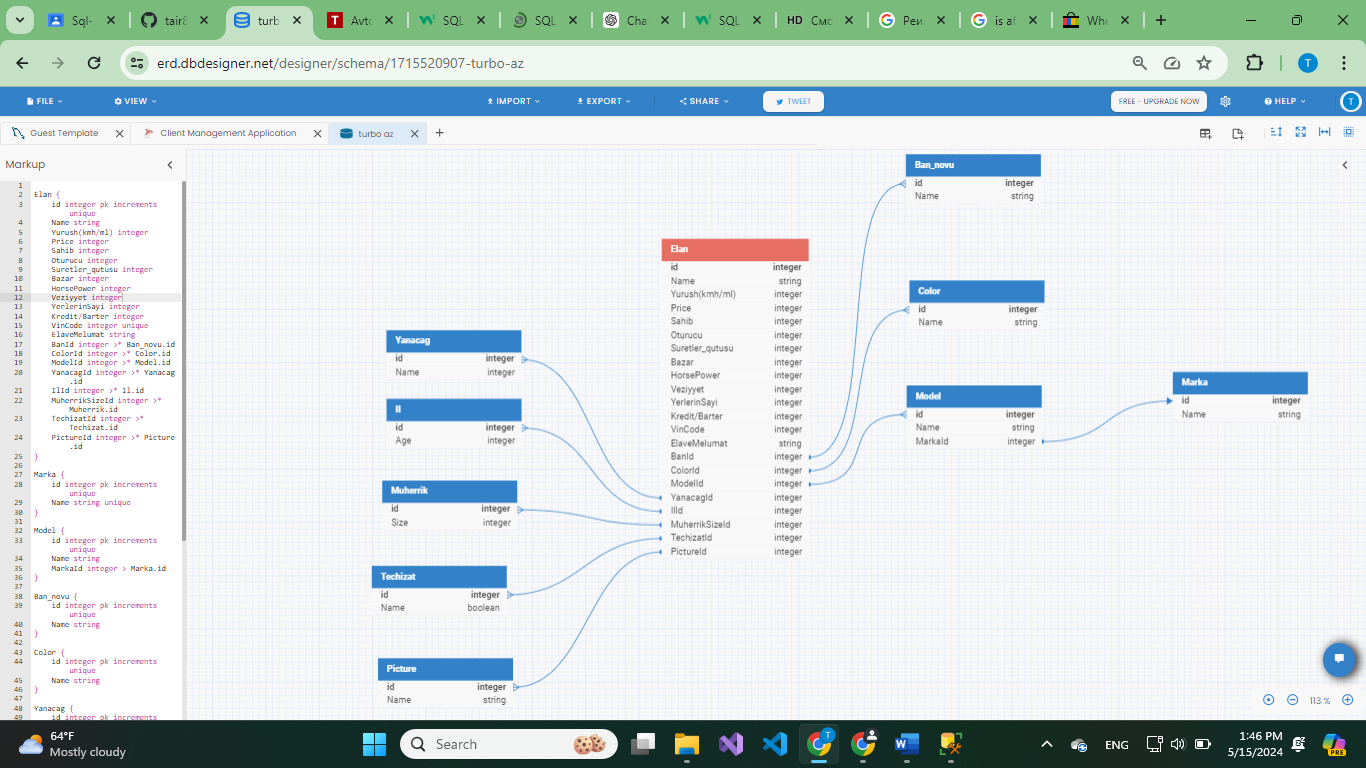 Sql-
tair8
turb
Avto
SQL
SQL
Cha
SQL
HD Смо
Реи
is af
Whe
erd.dbdesigner.net/designer/schema/1715520907-turbo-az
T
FILE
VIEW
IMPORT
EXPORT
SHARE
TWEET
FREE - UPGRADE NOW
HELP
T
Guest Template
Client Management Application
turbo az
Markup
1
2 Elan {
3 id integer pk increments
unique
4 Name string
5 Yurush(kmh/ml) integer
6 Price integer
7 Sahib integer
8 Oturucu integer
9 Suretler_qutusu integer
10 Bazar integer
11 HorsePower integer
12 Veziyyet integer
13 YerlerinSayi integer
14 Kredit/Barter integer
15 VinCode integer unique
16 ElaveMelumat string
17 BanId integer >* Ban_novu.id
18 ColorId integer >* Color.id
19 ModelId integer >* Model.id
20 YanacagId integer >* Yanacag
.id
21 IlId integer >* Il.id
22 MuherrikSizeId integer >*
Muherrik.id
23 TechizatId integer >*
Techizat.id
24 PictureId integer >* Picture
.id
25 }
26
27 Marka {
28 id integer pk increments
unique
29 Name string unique
30 }
31
32 Model {
33 id integer pk increments
unique
34 Name string
35 MarkaId integer > Marka.id
36 }
37
38 Ban_novu {
39 id integer pk increments
unique
40 Name string
41 }
42
43 Color {
44 id integer pk increments
unique
45 Name string
46 }
47
48 Yanacag {
49 id integer pk increments
Yanacag
id integer
Name integer
Il
id integer
Age integer
Muherrik
id integer
Size integer
Techizat
id integer
Name boolean
Picture
id integer
Name string
Elan
id integer
Name string
Yurush(kmh/ml) integer
Price integer
Sahib integer
Oturucu integer
Suretler_qutusu integer
Bazar integer
HorsePower integer
Veziyyet integer
YerlerinSayi integer
Kredit/Barter integer
VinCode integer
ElaveMelumat string
BanId integer
ColorId integer
ModelId integer
YanacagId integer
IlId integer
MuherrikSizeId integer
TechizatId integer
PictureId integer
Ban_novu
id integer
Name string
Color
id integer
Name string
Model
id integer
Name string
MarkaId integer
Marka
id integer
Name string
113 %
64°F
Mostly cloudy
Search
ENG
1:46 PM
5/15/2024
PRE